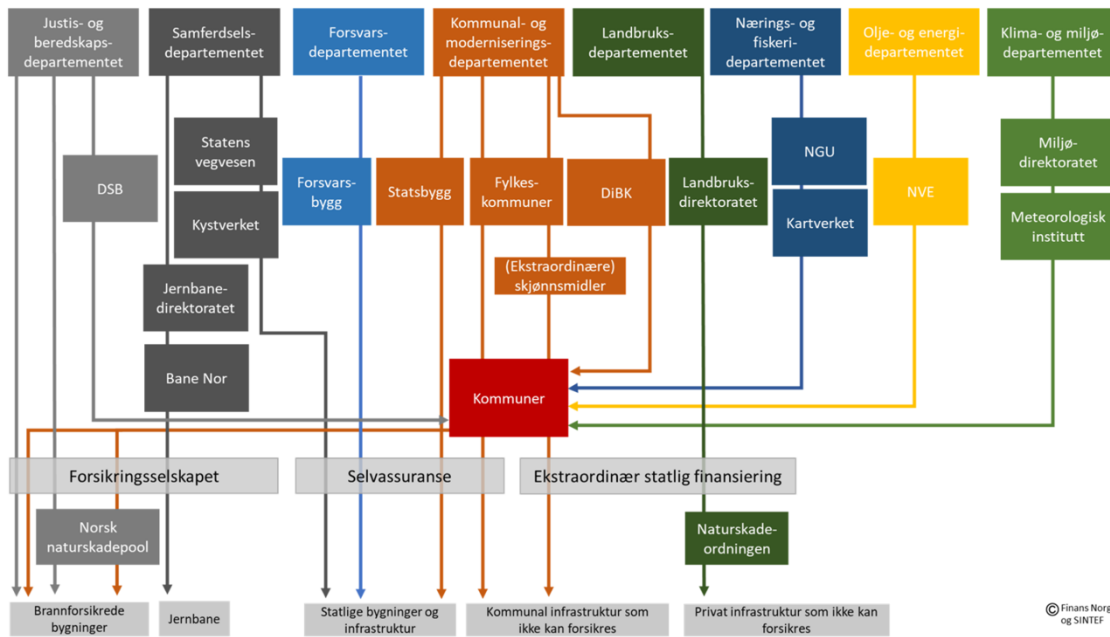 Justis- og
beredskaps-
departementet
Samferdsels-
departementet
Forsvars-
departementet
Kommunal- og
moderniserings-
departementet
Landbruks-
departementet
Nærings- og
fiskeri-
departementet
Olje- og energi-
departementet
Klima- og miljø-
departementet
DSB
Statens
vegvesen
Kystverket
Jernbane-
direktoratet
Bane Nor
Forsvars-
bygg
Statsbygg
Fylkes-
kommuner
DiBK
(Ekstraordinære)
skjønnsmidler
Landbruks-
direktoratet
NGU
Kartverket
NVE
Miljø-
direktoratet
Meteorologisk
institutt
Kommuner
Forsikringsselskapet
Selvassuranse
Ekstraordinær statlig finansiering
Norsk
naturskadepool
Naturskade-
ordningen
Brannforsikrede
bygninger
Jernbane
Statlige bygninger og
infrastruktur
Kommunal infrastruktur som
ikke kan forsikres
Privat infrastruktur som ikke kan
forsikres
© Finans Norg
og SINTEF